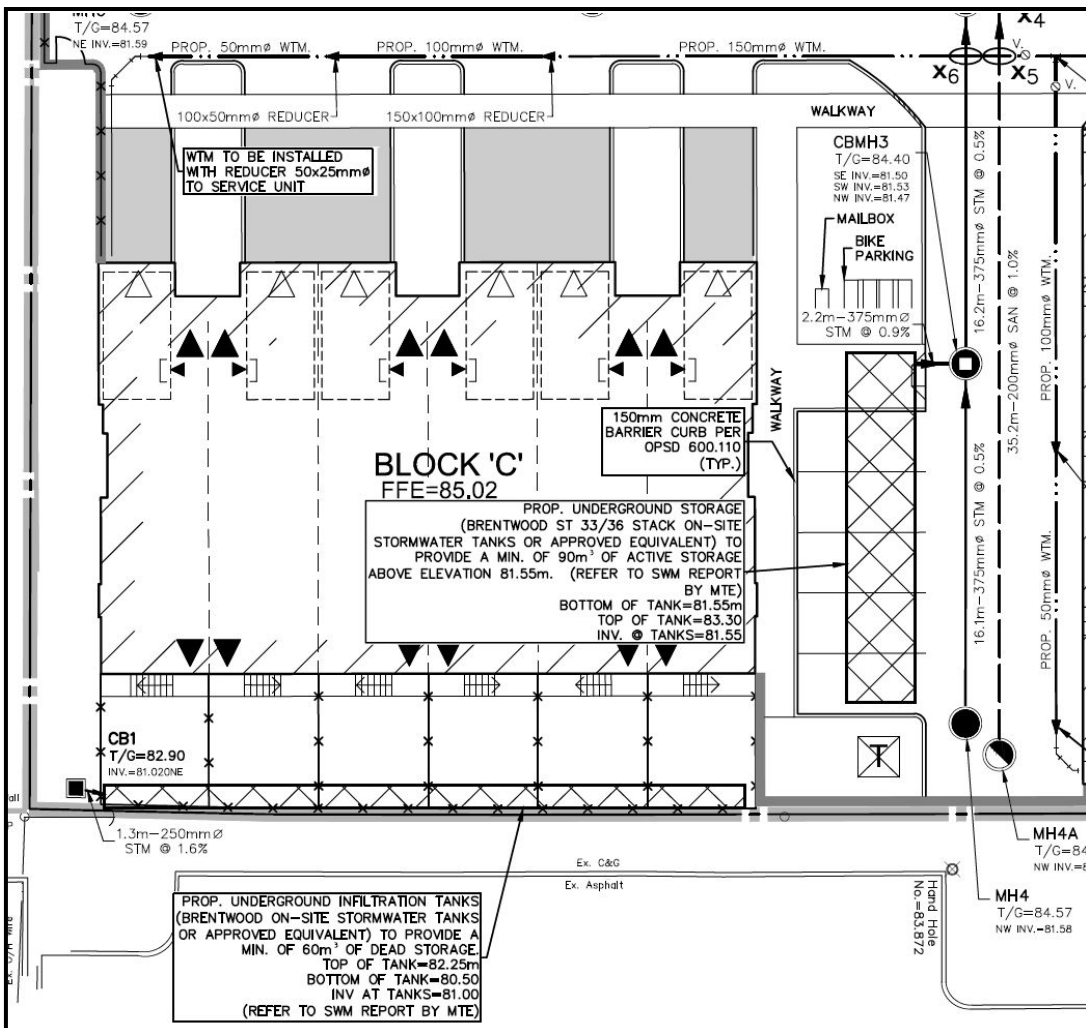 T/G=84.57
NE INV.=81.59
PROP. 50mmø WTM.
PROP. 100mmø WTM.
PROP. 150mmø WTM.
X4
V.
X6
X5
V.
100x50mmø REDUCER
150x100mmø REDUCER
WALKWAY
WTM TO BE INSTALLED
WITH REDUCER 50x25mmø
TO SERVICE UNIT
CBMH3
T/G=84.40
SE INV.=81.50
SW INV.=81.53
NW INV.=81.47
MAILBOX
BIKE
PARKING
2.2m-375mmØ
STM @ 0.9%
16.2m-375mmø STM @ 0.5%
35.2m-200mmø SAN @ 1.0%
PROP. 100mmø WTM.
WALKWAY
150mm CONCRETE
BARRIER CURB PER
OPSD 600.110
(TYP.)
BLOCK 'C'
FFE=85.02
PROP. UNDERGROUND STORAGE
(BRENTWOOD ST 33/36 STACK ON-SITE
STORMWATER TANKS OR APPROVED EQUIVALENT) TO
PROVIDE A MIN. OF 90m³ OF ACTIVE STORAGE
ABOVE ELEVATION 81.55m. (REFER TO SWM REPORT
BY MTE)
BOTTOM OF TANK=81.55m
TOP OF TANK=83.30
INV. @ TANKS=81.55
16.1m-375mmø STM @ 0.5%
PROP. 50mmø WTM.
CB1
T/G=82.90
INV.=81.020NE
T
1.3m-250mmØ
STM @ 1.6%
Ex. C&G
Ex. Asphalt
MH4A
T/G=84
NW INV.=8
MH4
T/G=84.57
NW INV.=81.58
Hand Hole
No.=83.872
PROP. UNDERGROUND INFILTRATION TANKS
(BRENTWOOD ON-SITE STORMWATER TANKS
OR APPROVED EQUIVALENT) TO PROVIDE A
MIN. OF 60m³ OF DEAD STORAGE.
TOP OF TANK=82.25m
BOTTOM OF TANK=80.50
INV AT TANKS=81.00
(REFER TO SWM REPORT BY MTE)